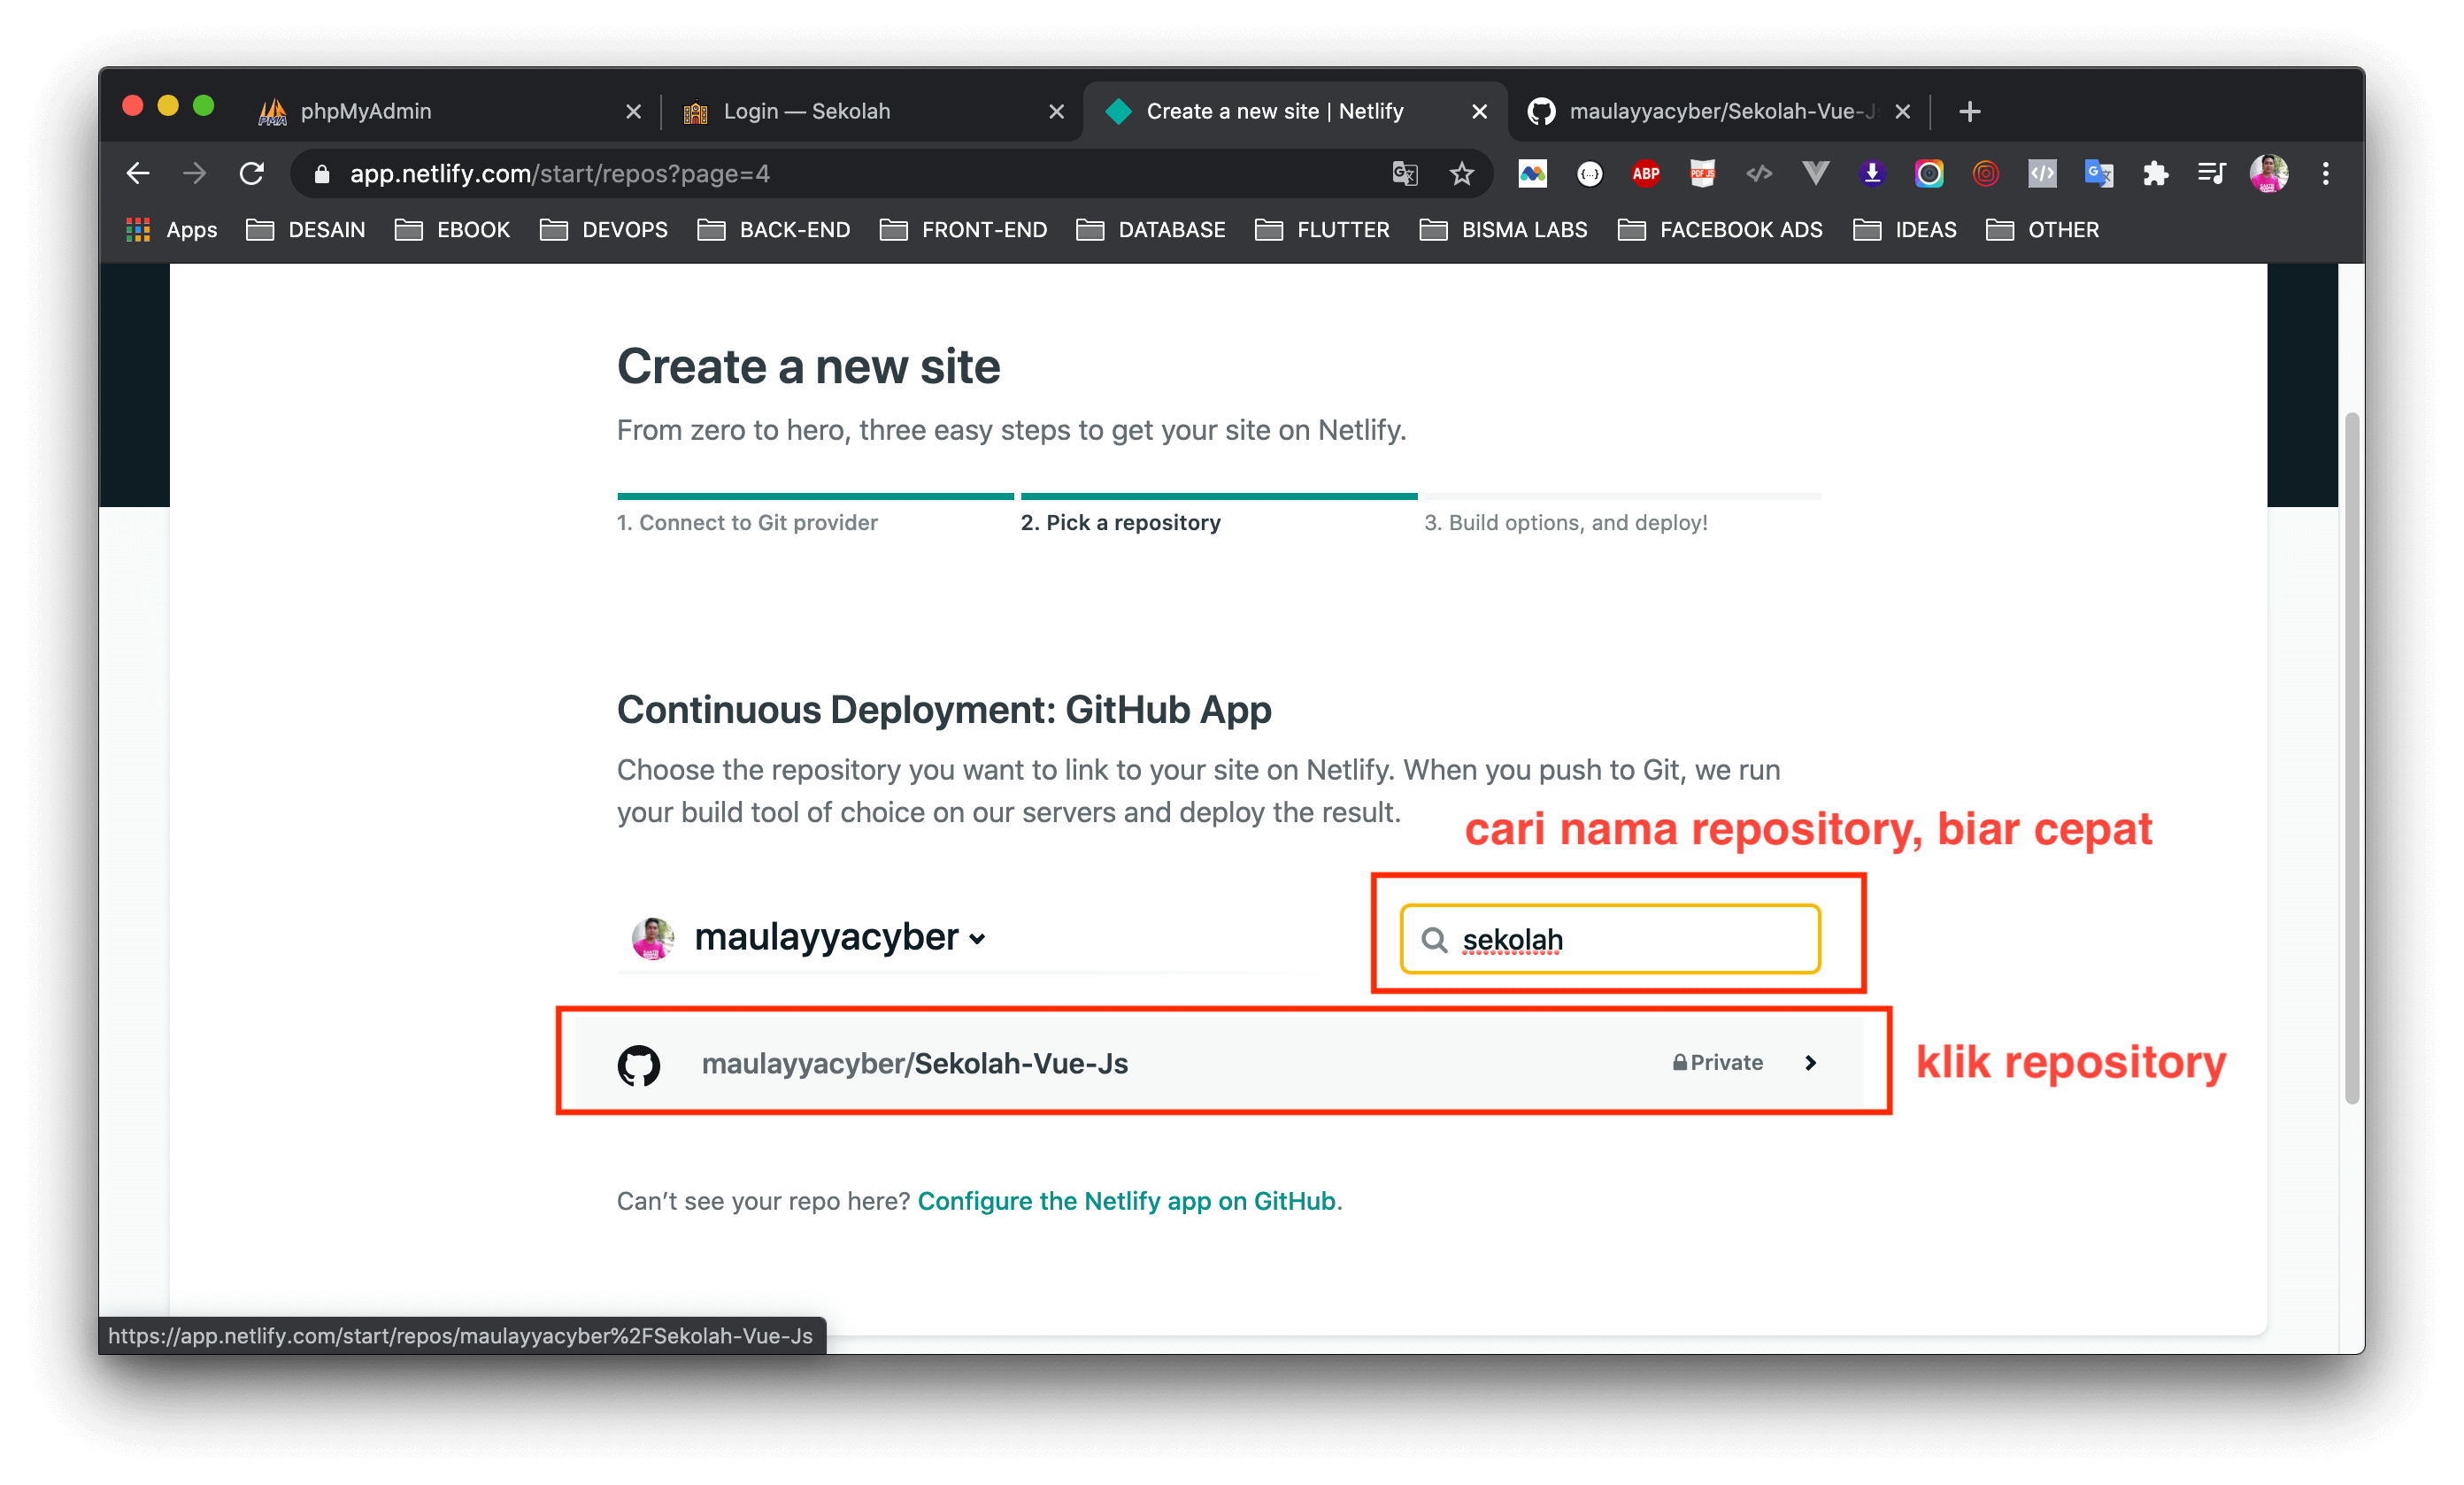 phpMyAdmin
Login — Sekolah
Create a new site | Netlify
maulayyacyber/Sekolah-Vue-J
app.netlify.com/start/repos?page=4
ABP
Apps DESAIN EBOOK DEVOPS BACK-END FRONT-END DATABASE FLUTTER BISMA LABS FACEBOOK ADS IDEAS OTHER
Create a new site
From zero to hero, three easy steps to get your site on Netlify.
1. Connect to Git provider
2. Pick a repository
3. Build options, and deploy!
Continuous Deployment: GitHub App
Choose the repository you want to link to your site on Netlify. When you push to Git, we run
your build tool of choice on our servers and deploy the result.
cari nama repository, biar cepat
maulayyacyber
sekolah
maulayyacyber/Sekolah-Vue-Js
Private
klik repository
Can’t see your repo here? Configure the Netlify app on GitHub.
https://app.netlify.com/start/repos/maulayyacyber%2FSekolah-Vue-Js